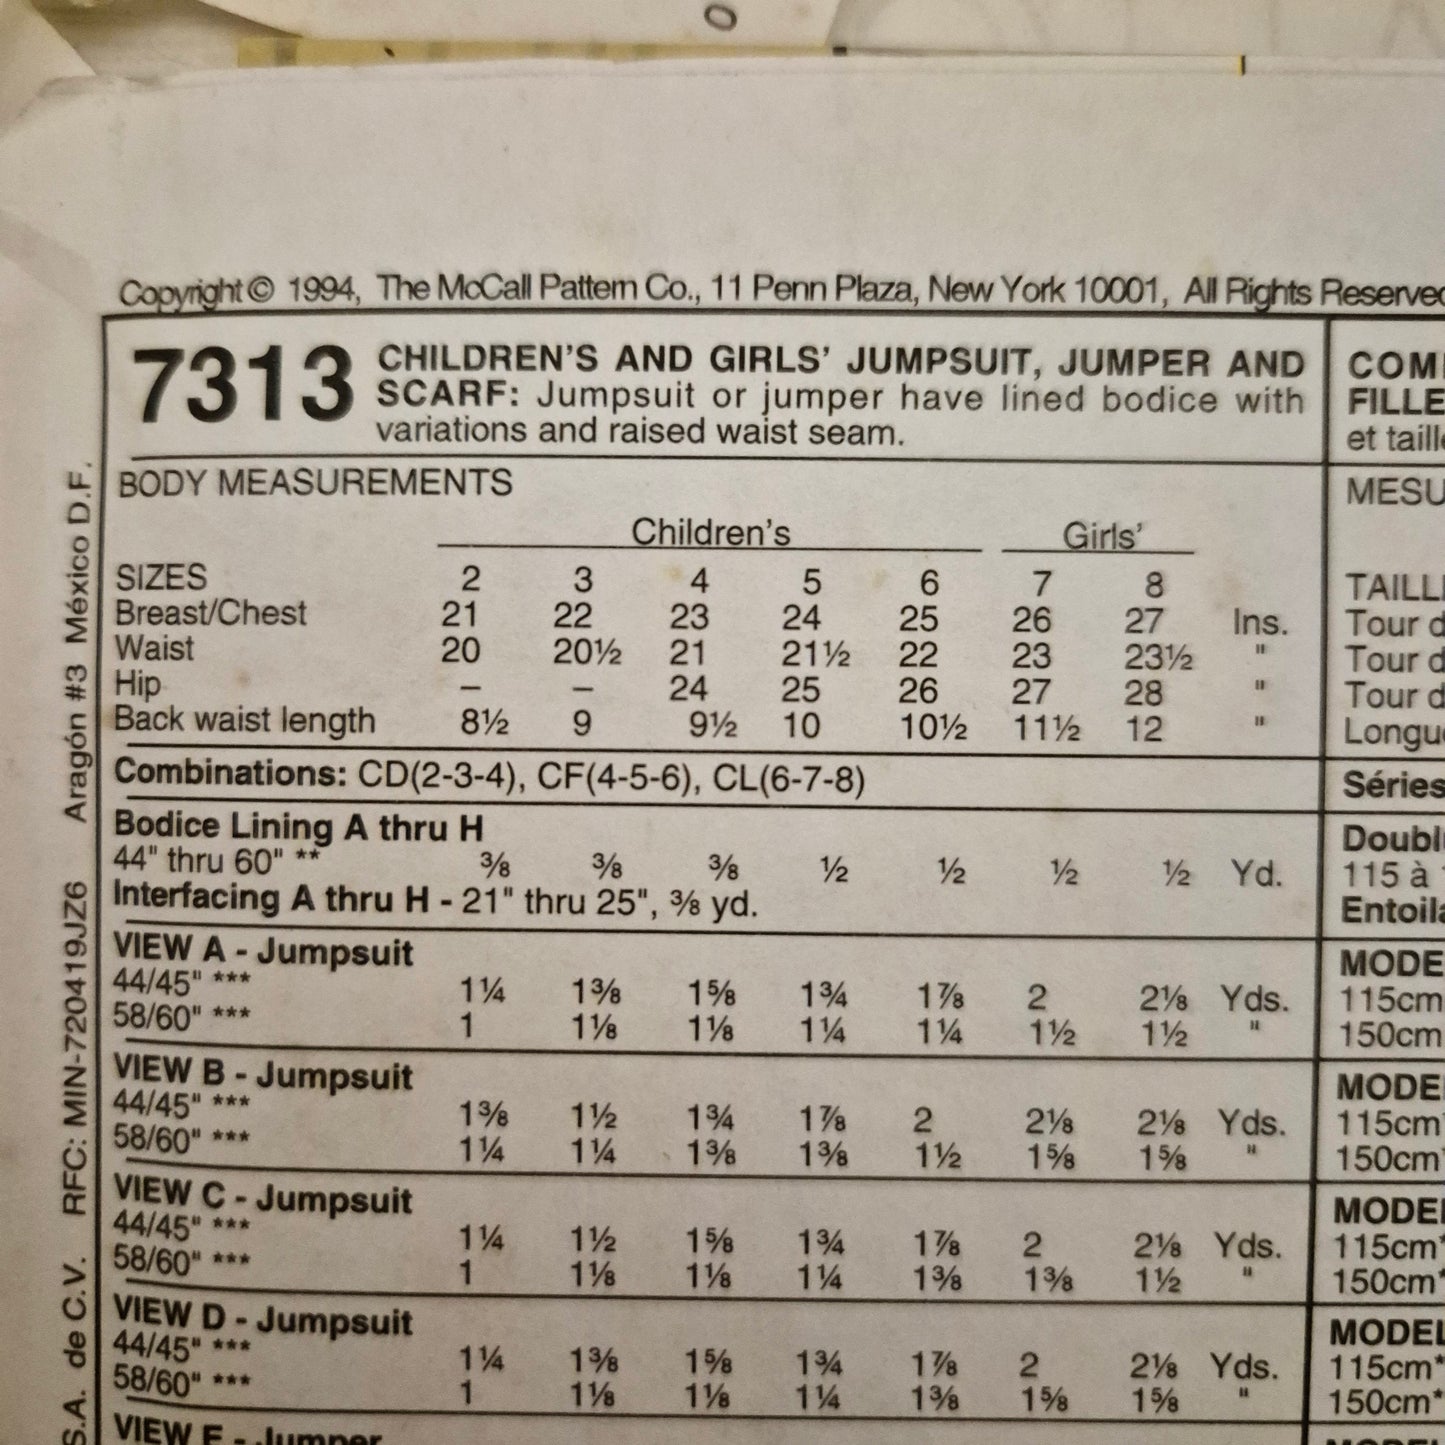 Copyright © 1994, The McCall Pattern Co., 11 Penn Plaza, New York 10001, All Rights Reserved
7313 CHILDREN'S AND GIRLS' JUMPSUIT, JUMPER AND
SCARF: Jumpsuit or jumper have lined bodice with
variations and raised waist seam.
BODY MEASUREMENTS
Children's Girls'
SIZES 2 3 4 5 6 7 8
Breast/Chest 21 22 23 24 25 26 27 Ins.
Waist 20 20½ 21 21½ 22 23 23½ "
Hip – – 24 25 26 27 28 "
Back waist length 8½ 9 9½ 10 10½ 11½ 12 "
Combinations: CD(2-3-4), CF(4-5-6), CL(6-7-8)
Bodice Lining A thru H
44" thru 60" ** ⅜ ⅜ ⅜ ½ ½ ½ ½ Yd.
Interfacing A thru H - 21" thru 25", ⅜ yd.
VIEW A - Jumpsuit
44/45" *** 1¼ 1⅜ 1⅝ 1¾ 1⅞ 2 2⅛ Yds.
58/60" *** 1 1⅛ 1⅛ 1¼ 1¼ 1½ 1½ "
VIEW B - Jumpsuit
44/45" *** 1⅜ 1½ 1¾ 1⅞ 2 2⅛ 2⅛ Yds.
58/60" *** 1¼ 1¼ 1⅜ 1⅜ 1½ 1⅝ 1⅝ "
VIEW C - Jumpsuit
44/45" *** 1¼ 1½ 1⅝ 1¾ 1⅞ 2 2⅛ Yds.
58/60" *** 1 1⅛ 1⅛ 1¼ 1⅜ 1⅜ 1½ "
VIEW D - Jumpsuit
44/45" *** 1¼ 1⅜ 1⅝ 1¾ 1⅞ 2 2⅛ Yds.
58/60" *** 1 1⅛ 1⅛ 1¼ 1⅜ 1⅝ 1⅝ "
VIEW E - Jumper
COM
FILLE
et taill
MESU
TAILL
Tour d
Tour d
Tour d
Longu
Séries
Doubl
115 à
Entoila
MODE
115cm
150cm
MODE
115cm
150cm
MODE
115cm*
150cm*
MODEL
115cm*
150cm*
S.A. de C.V. RFC: MIN-720419JZ6 Aragón #3 México D.F.